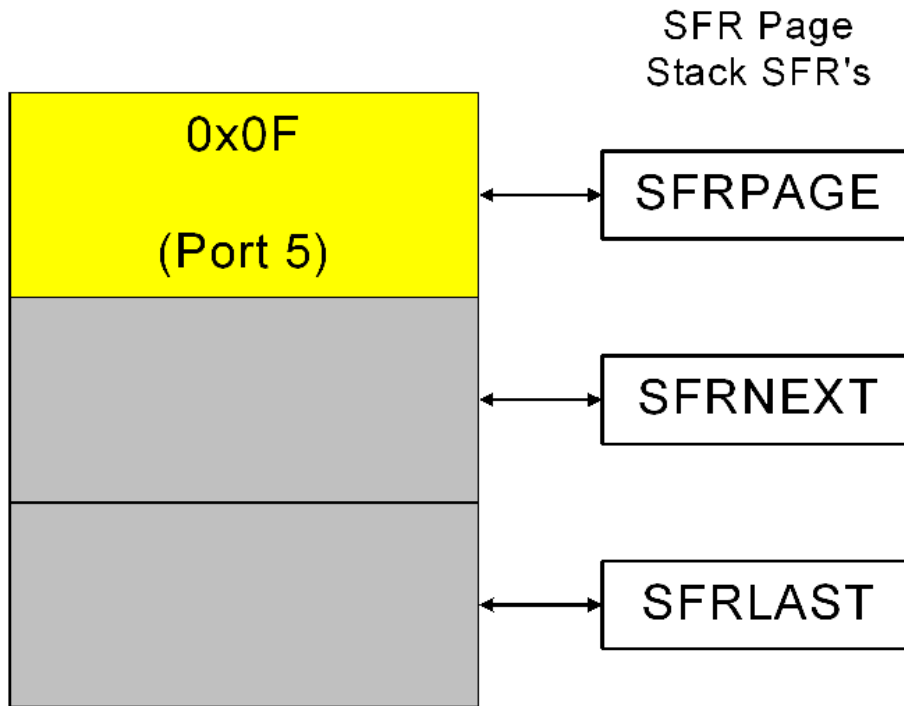 SFR Page
Stack SFR's
0x0F
(Port 5)
SFRPAGE
SFRNEXT
SFRLAST